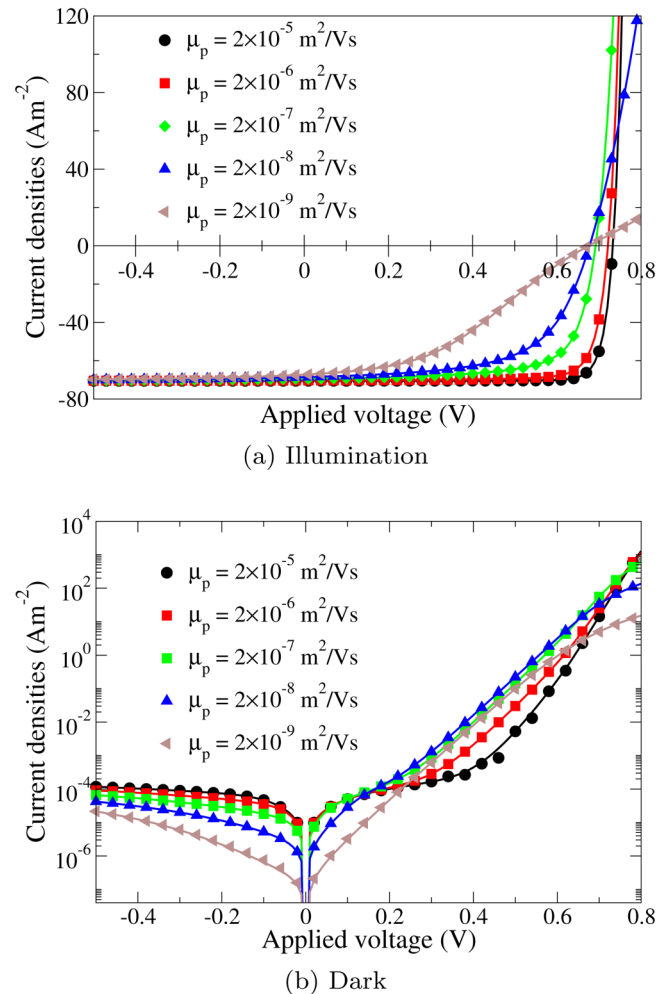 120
80
40
0
-40
-80
Current densities (Am⁻²)
μₚ = 2×10⁻⁵ m²/Vs
μₚ = 2×10⁻⁶ m²/Vs
μₚ = 2×10⁻⁷ m²/Vs
μₚ = 2×10⁻⁸ m²/Vs
μₚ = 2×10⁻⁹ m²/Vs
-0.4 -0.2 0 0.2 0.4 0.6 0.8
Applied voltage (V)
(a) Illumination
10⁴
10²
10⁰
10⁻²
10⁻⁴
10⁻⁶
Current densities (Am⁻²)
μₚ = 2×10⁻⁵ m²/Vs
μₚ = 2×10⁻⁶ m²/Vs
μₚ = 2×10⁻⁷ m²/Vs
μₚ = 2×10⁻⁸ m²/Vs
μₚ = 2×10⁻⁹ m²/Vs
-0.4 -0.2 0 0.2 0.4 0.6 0.8
Applied voltage (V)
(b) Dark